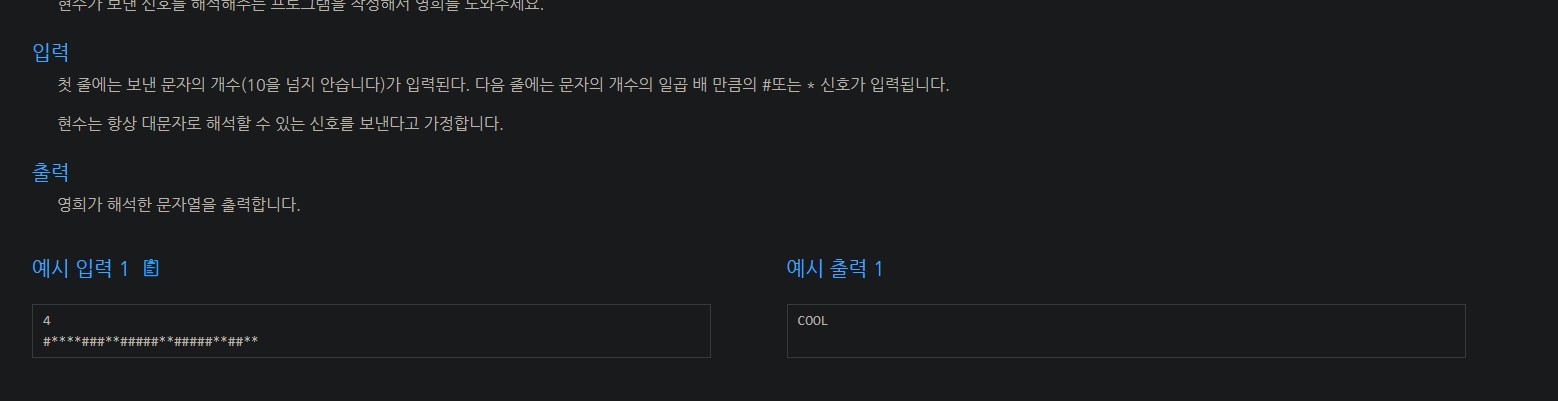 현수가 보낸 신호를 해석해주는 프로그램을 작성해서 영희를 도와주세요.
입력
첫 줄에는 보낸 문자의 개수(10을 넘지 안습니다)가 입력된다. 다음 줄에는 문자의 개수의 일곱 배 만큼의 #또는 * 신호가 입력됩니다.
현수는 항상 대문자로 해석할 수 있는 신호를 보낸다고 가정합니다.
출력
영희가 해석한 문자열을 출력합니다.
예시 입력 1
예시 출력 1
4
#****###**#####**#####**##**
COOL